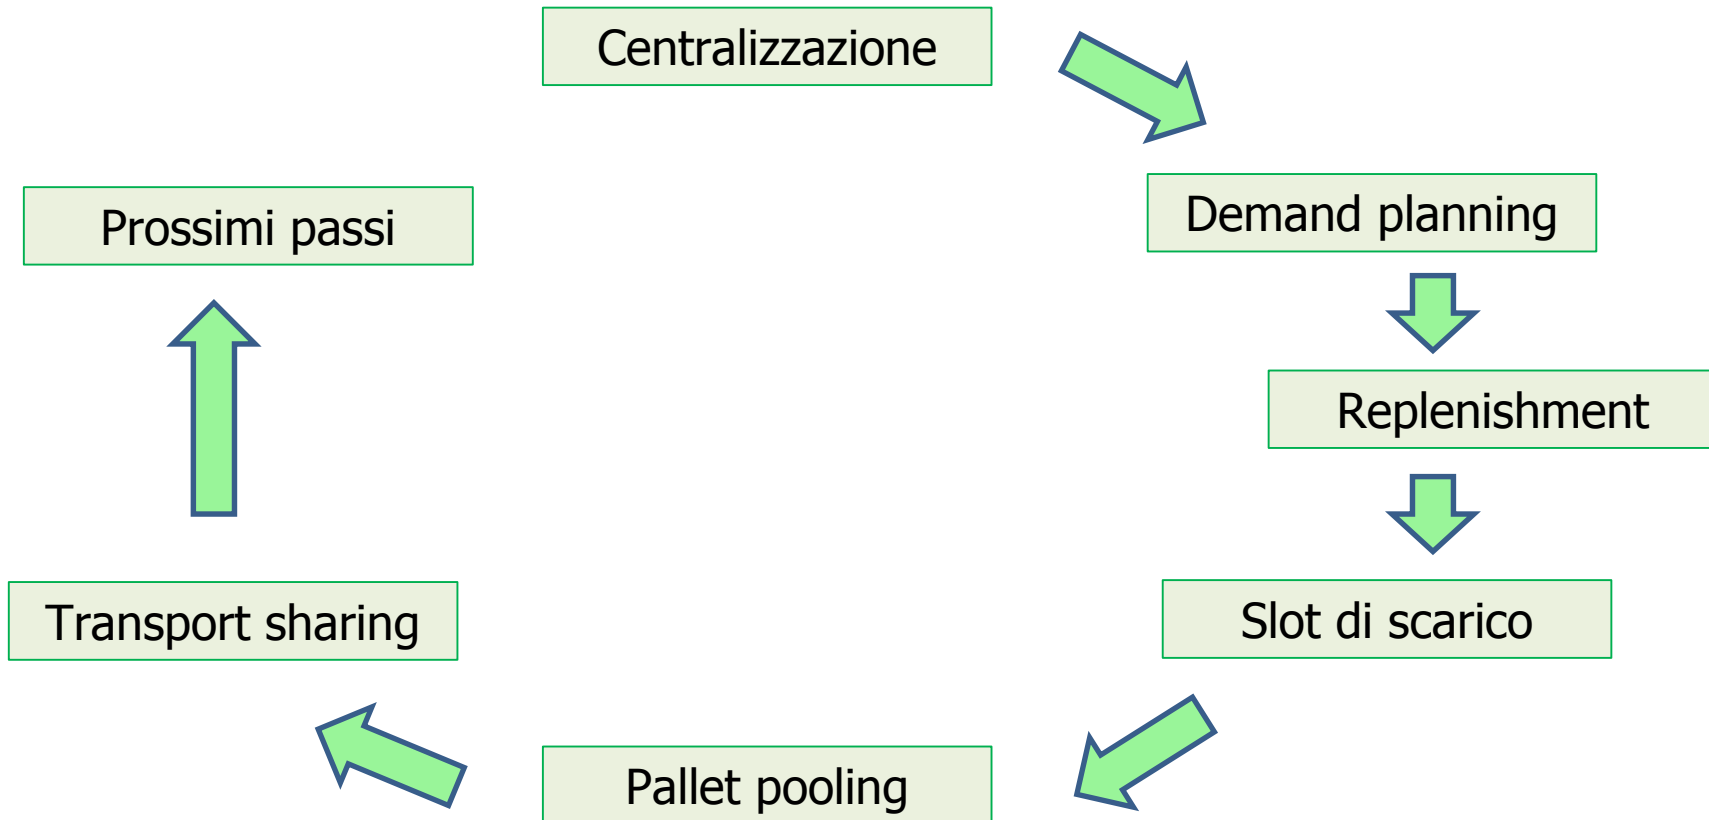 Centralizzazione
Demand planning
Replenishment
Slot di scarico
Pallet pooling
Transport sharing
Prossimi passi